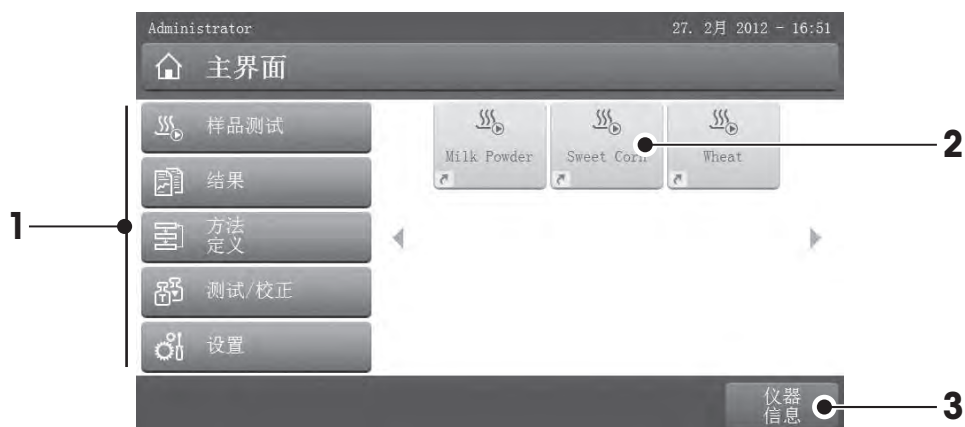 Administrator
27. 2月 2012 - 16:51
主界面
样品测试
结果
方法
定义
测试/校正
设置
Milk Powder
Sweet Corn
Wheat
仪器
信息
1
2
3